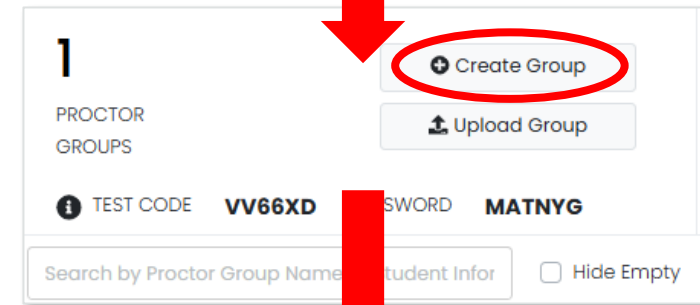 1
Create Group
PROCTOR
GROUPS
Upload Group
TEST CODE VV66XD SWORD MATNYG
Search by Proctor Group Name tudent Infor Hide Empty